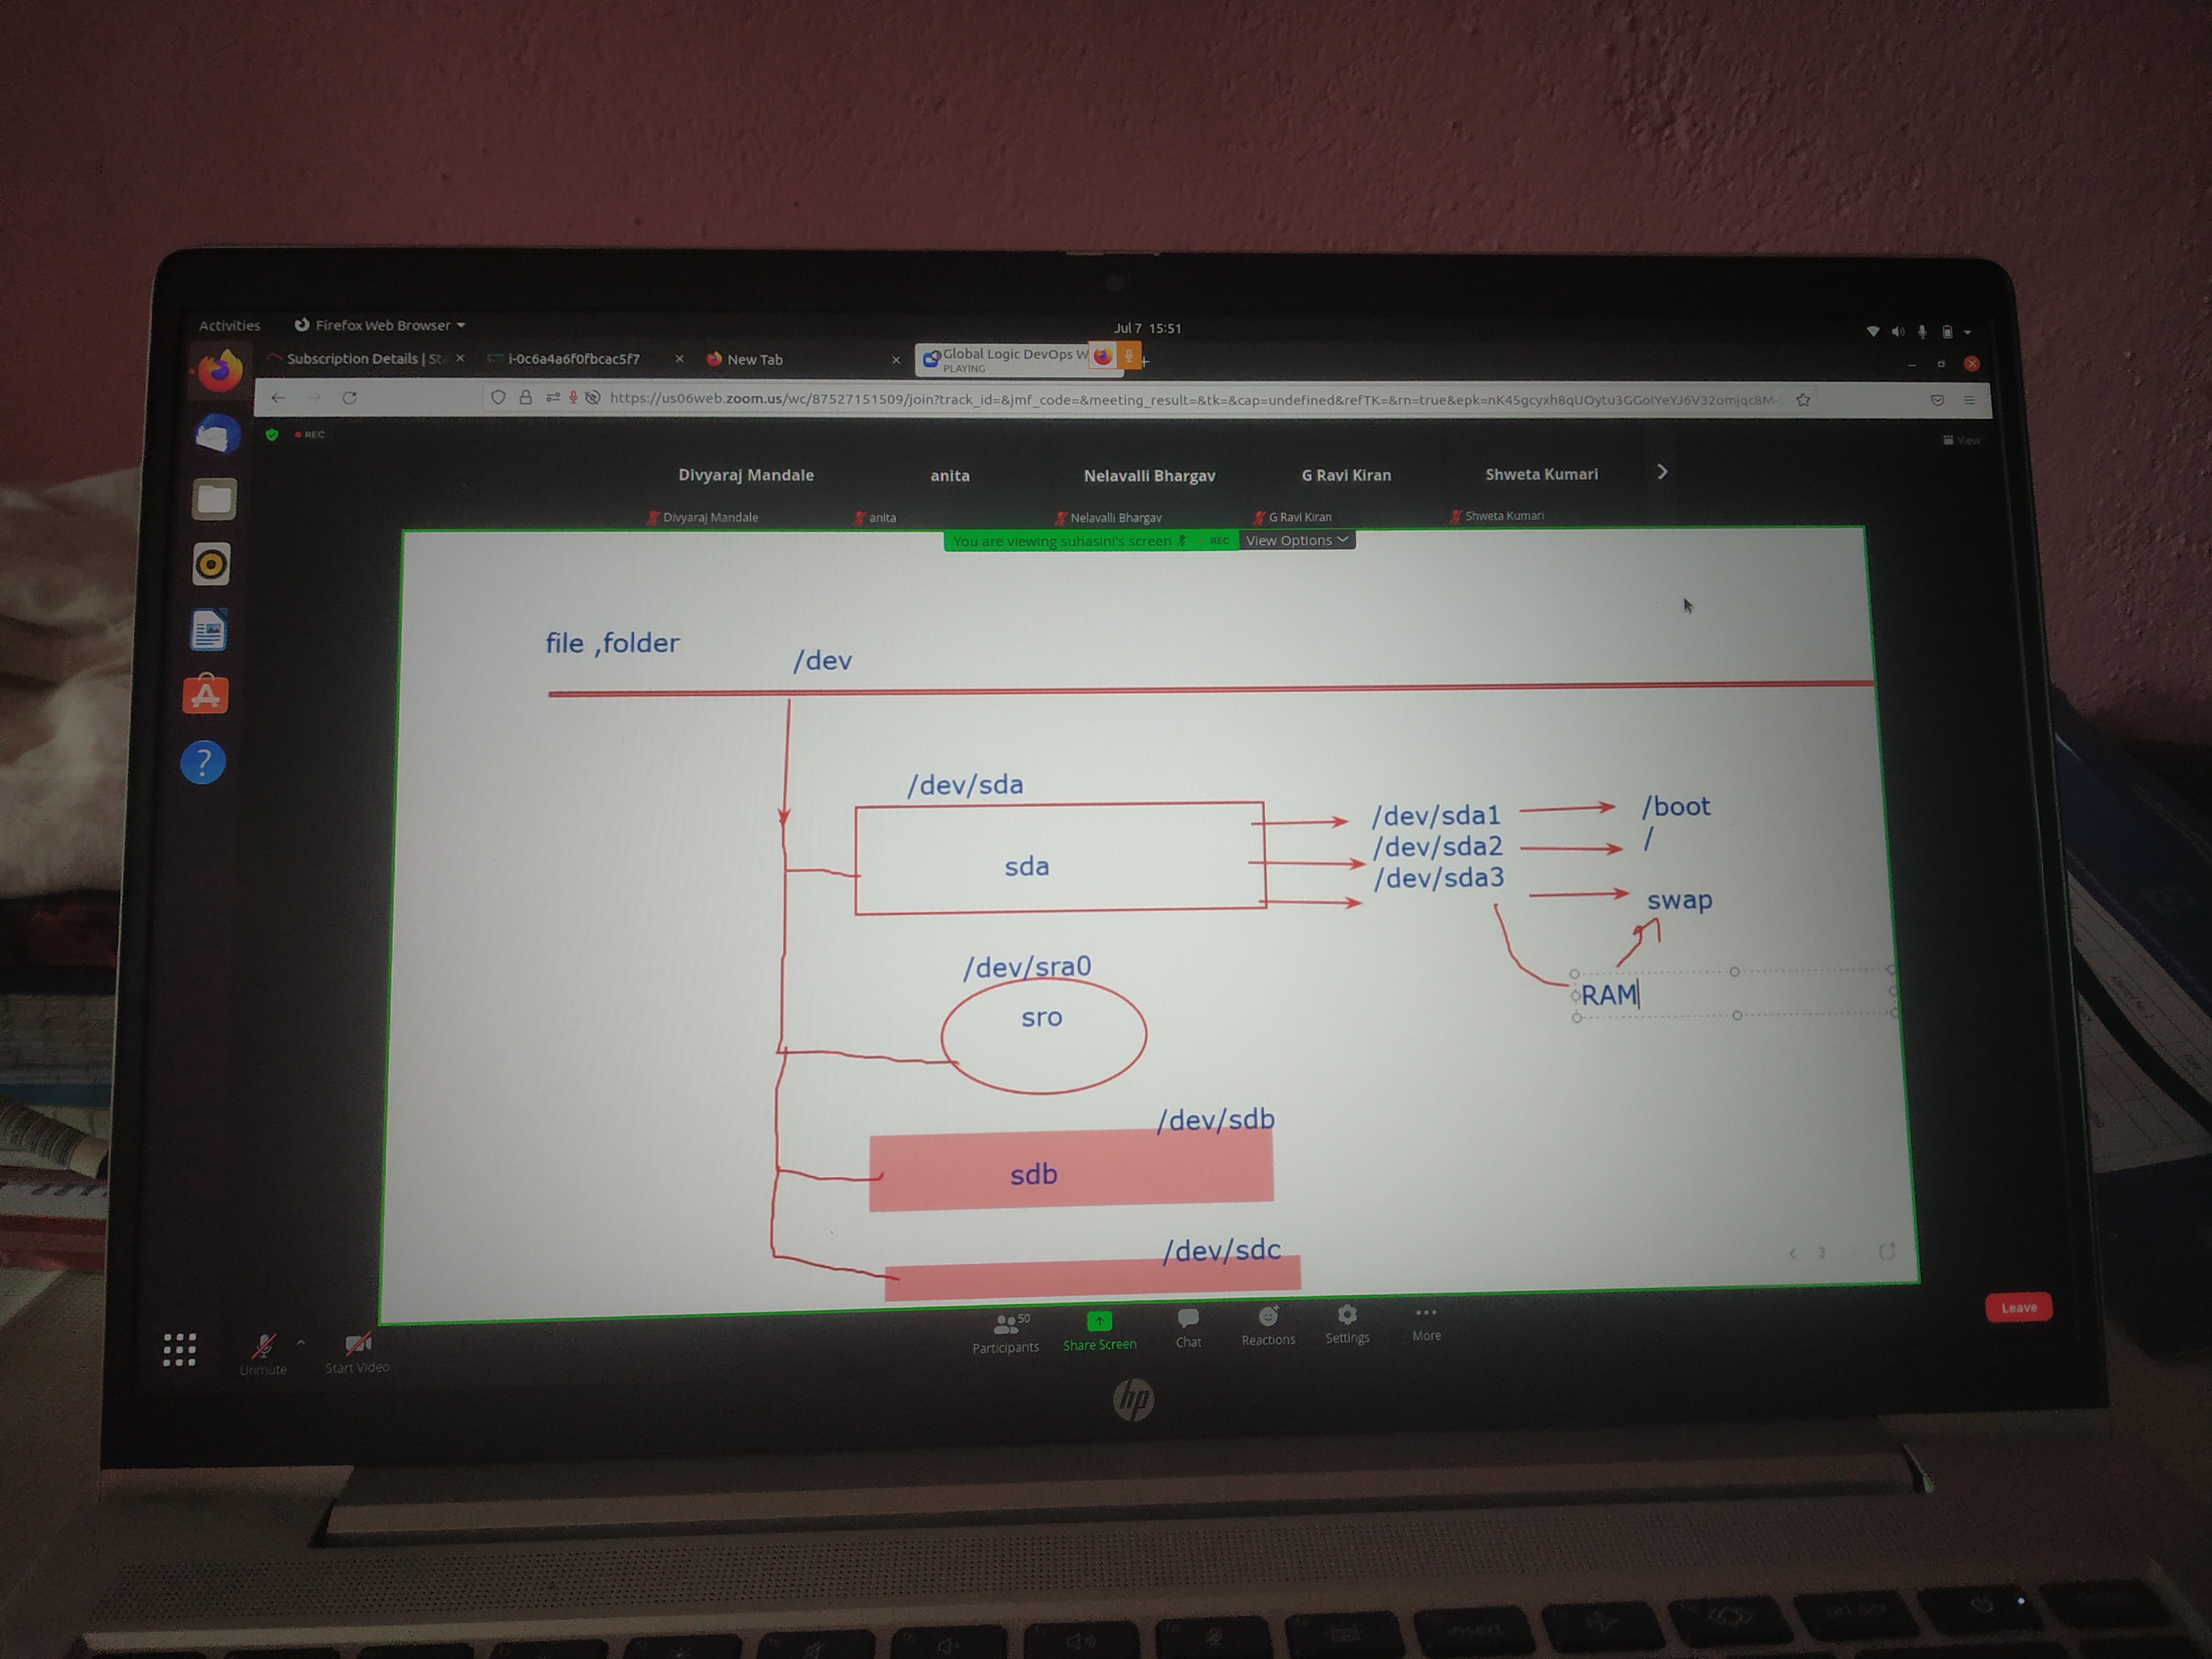 Activities
Firefox Web Browser
Jul 7 15:51
Subscription Details | St
i-0c6a4a6f0fbcac5f7
New Tab
Global Logic DevOps W
PLAYING
https://us06web.zoom.us/wc/87527151509/join?track_id=&jmf_code=&meeting_result=&tk=&cap=undefined&refTK=&rn=true&epk=nK45gcyxh8qUOytu3GGoIYeYJ6V32omjqc8M-
REC
View
Divyaraj Mandale
anita
Nelavalli Bhargav
G Ravi Kiran
Shweta Kumari
Divyaraj Mandale
anita
Nelavalli Bhargav
G Ravi Kiran
Shweta Kumari
You are viewing suhasini's screen
REC
View Options
file ,folder
/dev
/dev/sda
sda
/dev/sda1
/boot
/dev/sda2
/
/dev/sda3
swap
RAM
/dev/sra0
sro
/dev/sdb
sdb
/dev/sdc
3
Unmute
Start Video
50
Participants
Share Screen
Chat
Reactions
Settings
More
Leave
hp
insert